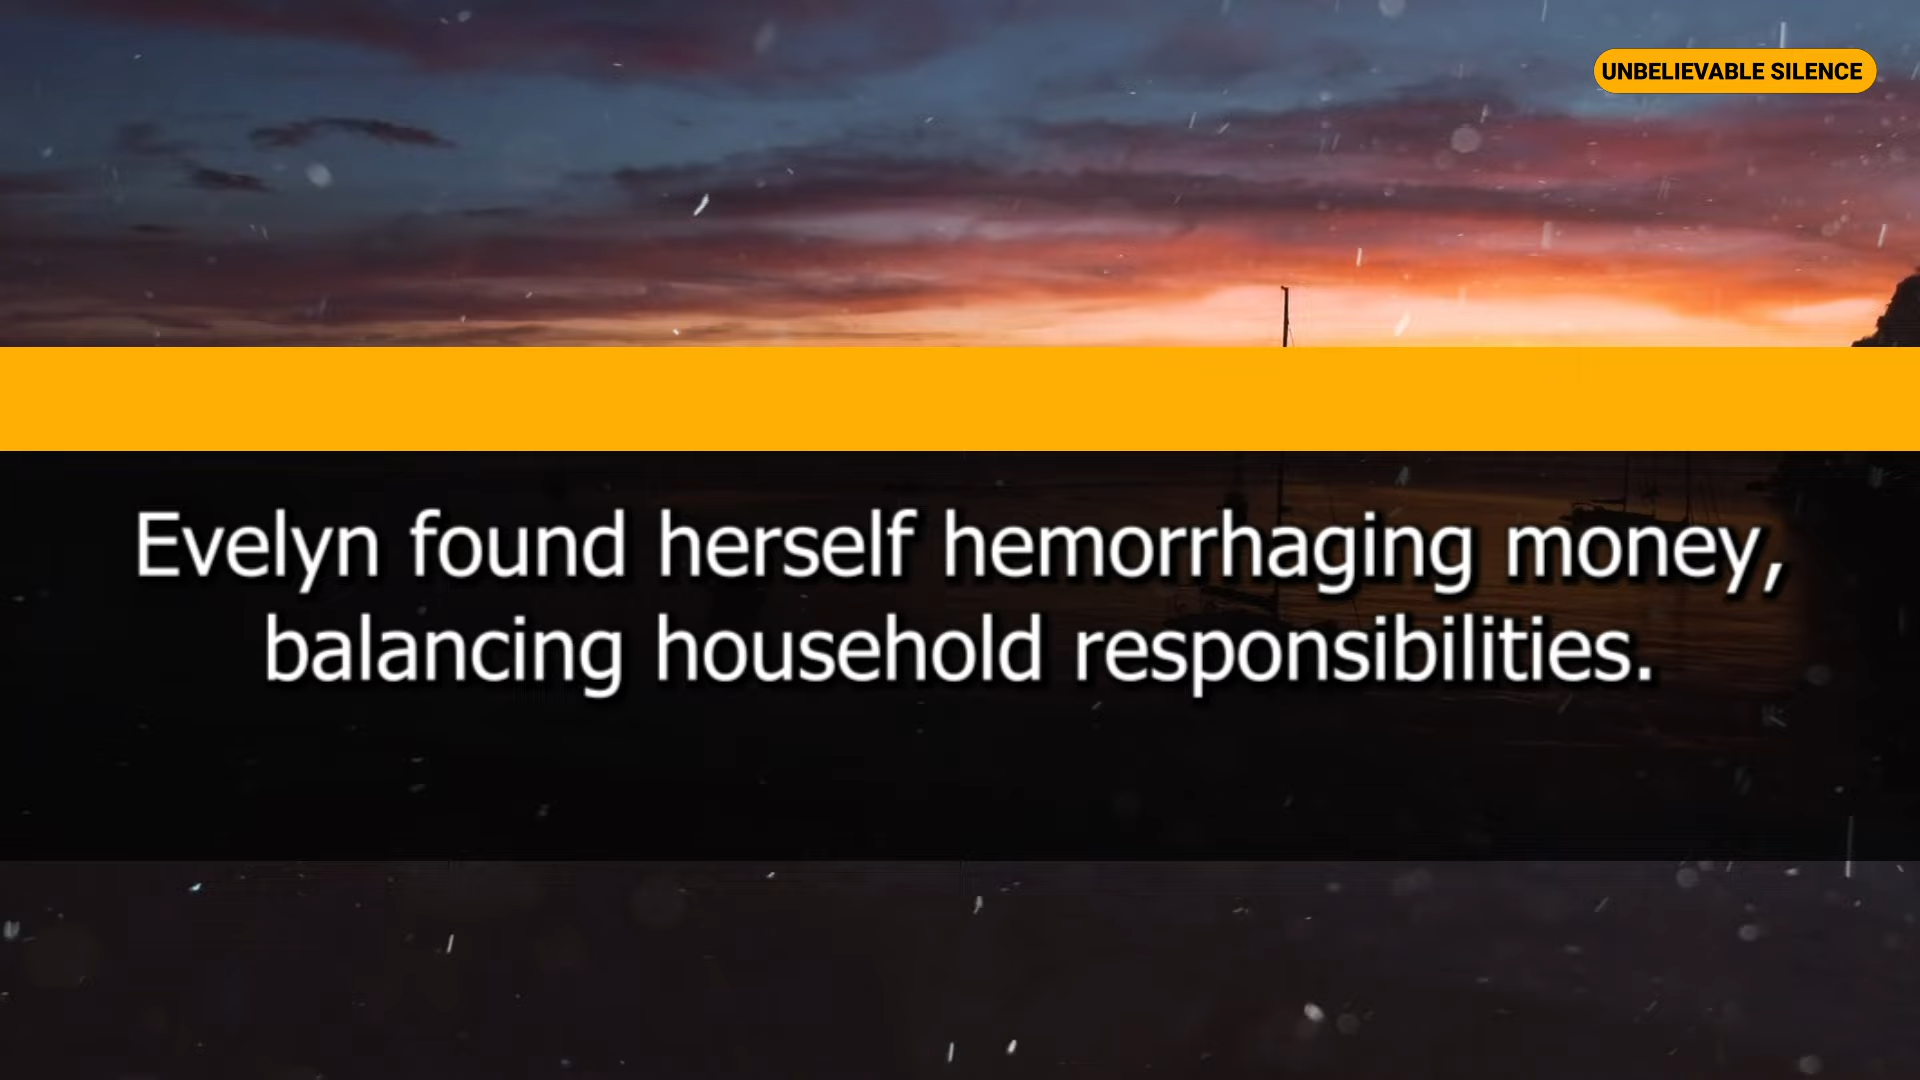 UNBELIEVABLE SILENCE
Evelyn found herself hemorrhaging money,
balancing household responsibilities.